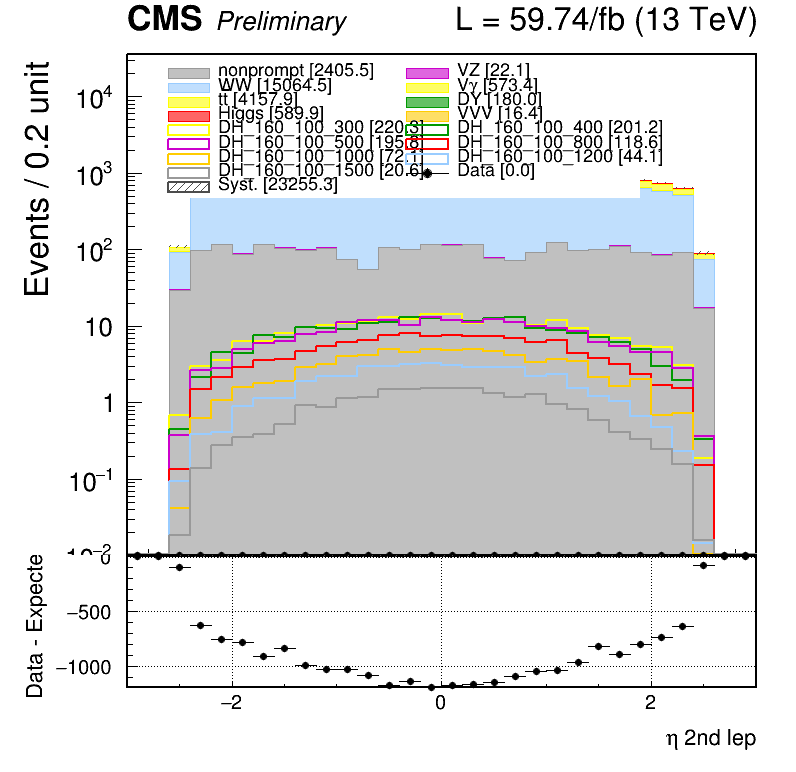 CMS Preliminary L = 59.74/fb (13 TeV)
Events / 0.2 unit
nonprompt [2405.5] VZ [22.1]
WW [15064.5] Vγ [573.4]
tt [4157.9] DY [180.0]
Higgs [589.9] VVV [16.4]
DH_160_100_300 [220.3] DH_160_100_400 [201.2]
DH_160_100_500 [195.8] DH_160_100_800 [118.6]
DH_160_100_1000 [72.1] DH_160_100_1200 [44.1]
DH_160_100_1500 [20.6] Data [0.0]
Syst. [23255.3]
10⁴
10³
10²
10
1
10⁻¹
10⁻²
Data - Expecte
0
−500
−1000
−2 0 2
η 2nd lep